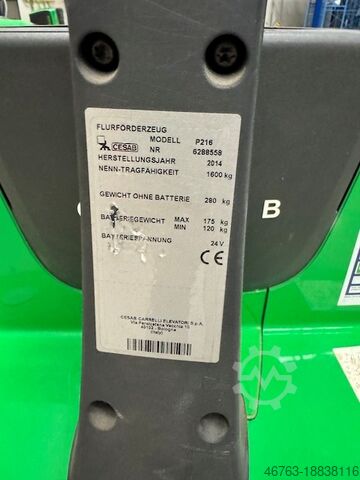 FLURFÖRDERZEUG
CESAB MODELL P216
NR 6288558
HERSTELLUNGSJAHR 2014
NENN-TRAGFÄHIGKEIT 1600 kg
GEWICHT OHNE BATTERIE 280 kg
BATTERIEGEWICHT MAX 175 kg
MIN 120 kg
BATTERIESPANNUNG 24 V
CE
B
CESAB CARRELLI ELEVATORI S.p.A.
Bologna
46763-18838116